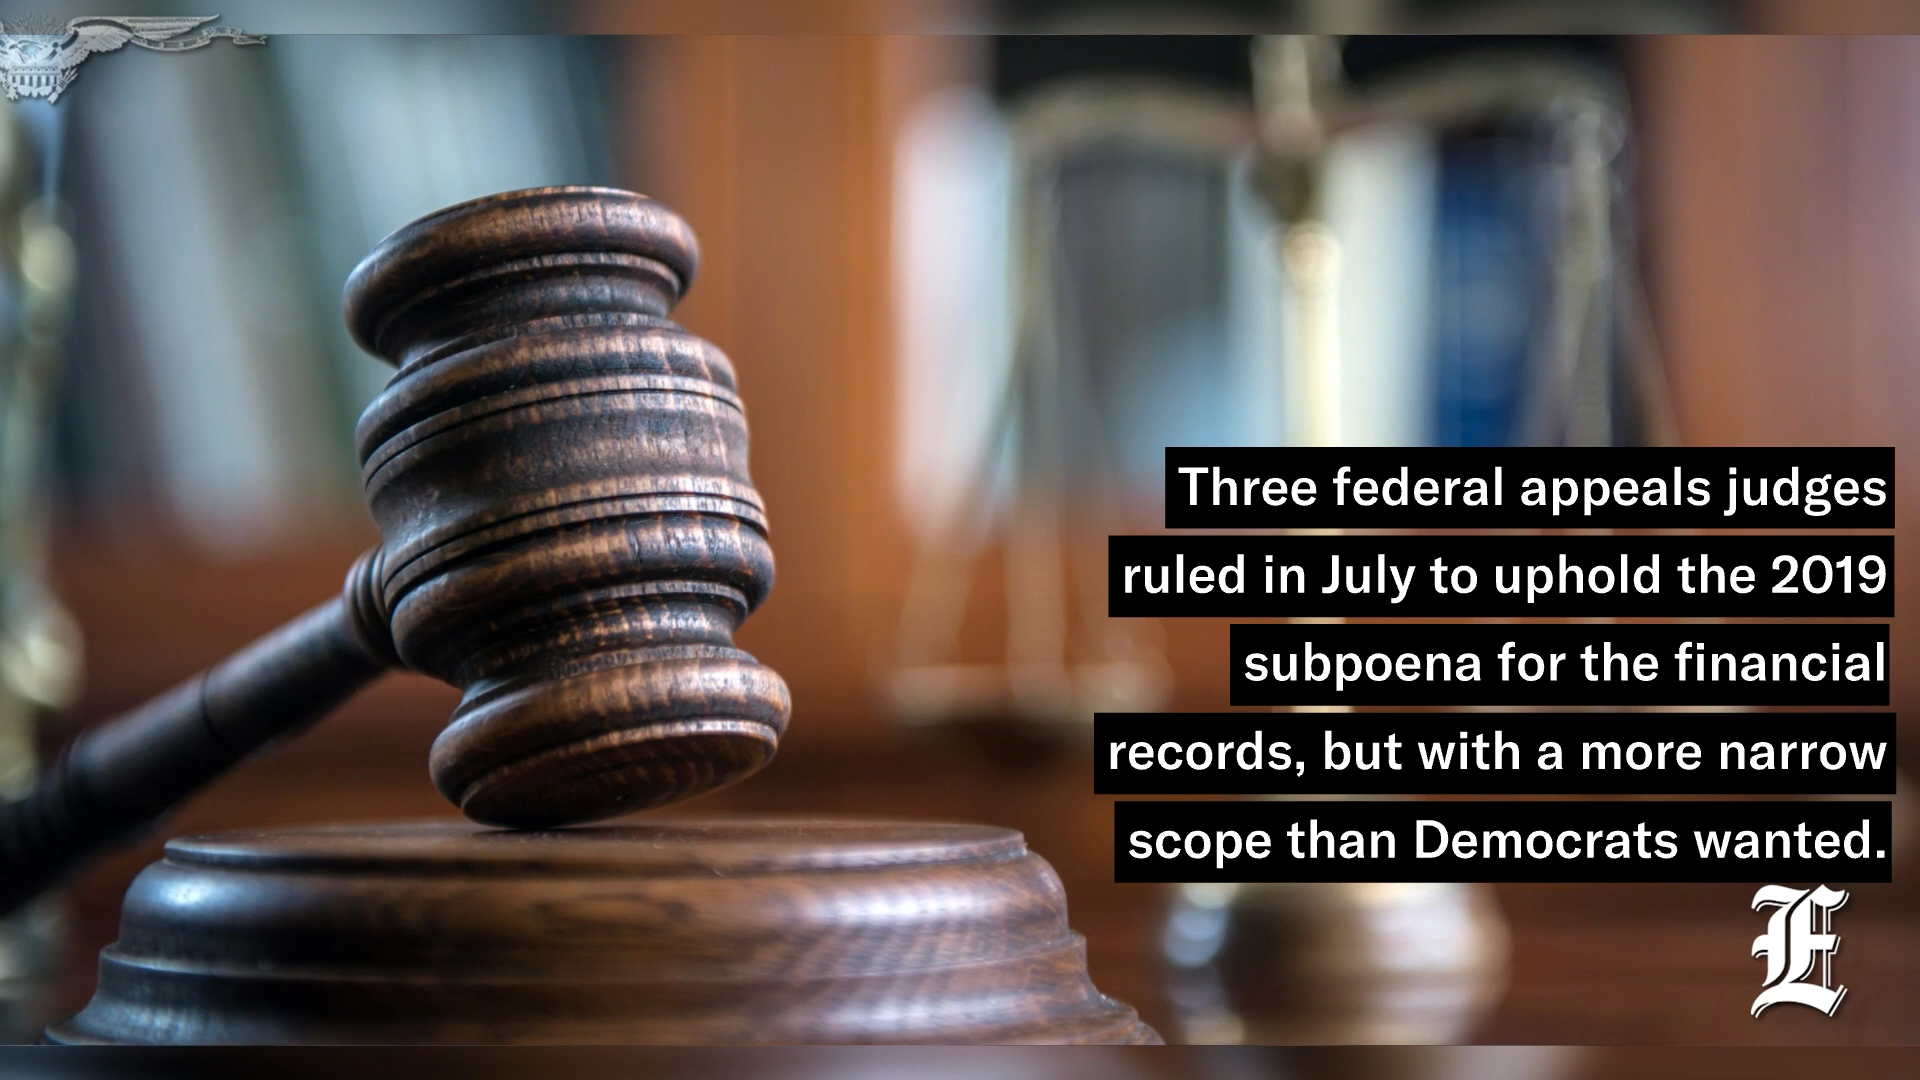 Three federal appeals judges
ruled in July to uphold the 2019
subpoena for the financial
records, but with a more narrow
scope than Democrats wanted.
E